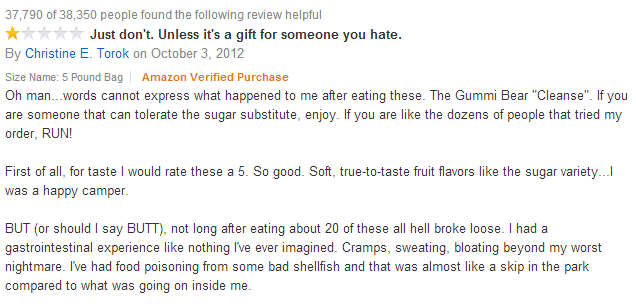 37,790 of 38,350 people found the following review helpful
Just don't. Unless it's a gift for someone you hate.
By Christine E. Torok on October 3, 2012
Size Name: 5 Pound Bag | Amazon Verified Purchase
Oh man...words cannot express what happened to me after eating these. The Gummi Bear "Cleanse". If you
are someone that can tolerate the sugar substitute, enjoy. If you are like the dozens of people that tried my
order, RUN!
First of all, for taste I would rate these a 5. So good. Soft, true-to-taste fruit flavors like the sugar variety...I
was a happy camper.
BUT (or should I say BUTT), not long after eating about 20 of these all hell broke loose. I had a
gastrointestinal experience like nothing I've ever imagined. Cramps, sweating, bloating beyond my worst
nightmare. I've had food poisoning from some bad shellfish and that was almost like a skip in the park
compared to what was going on inside me.